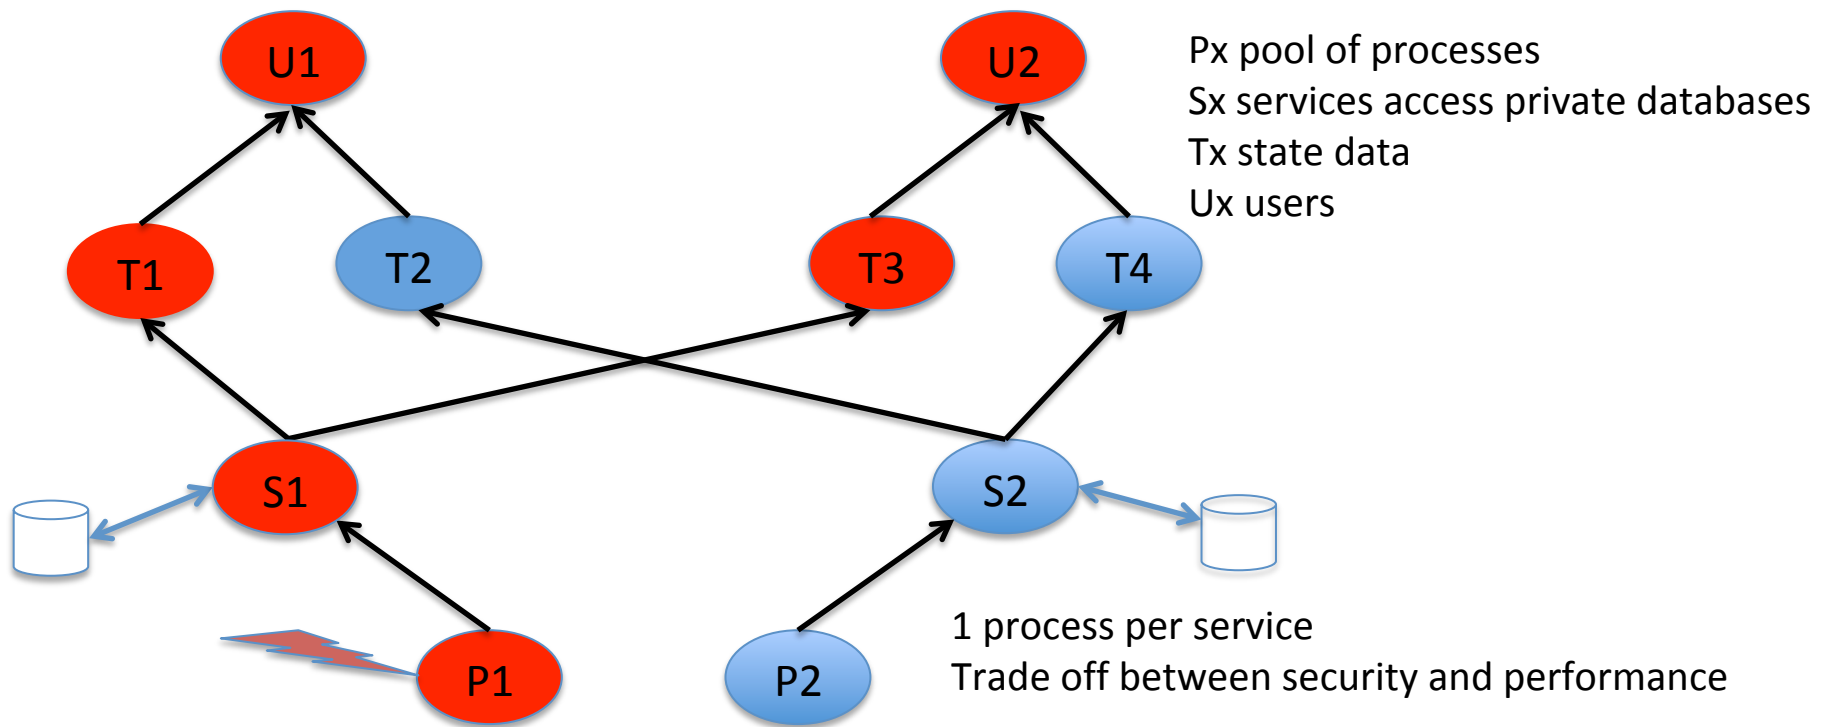 U1
U2
Px pool of processes
Sx services access private databases
Tx state data
Ux users
T1
T2
T3
T4
S1
S2
1 process per service
Trade off between security and performance
P1
P2